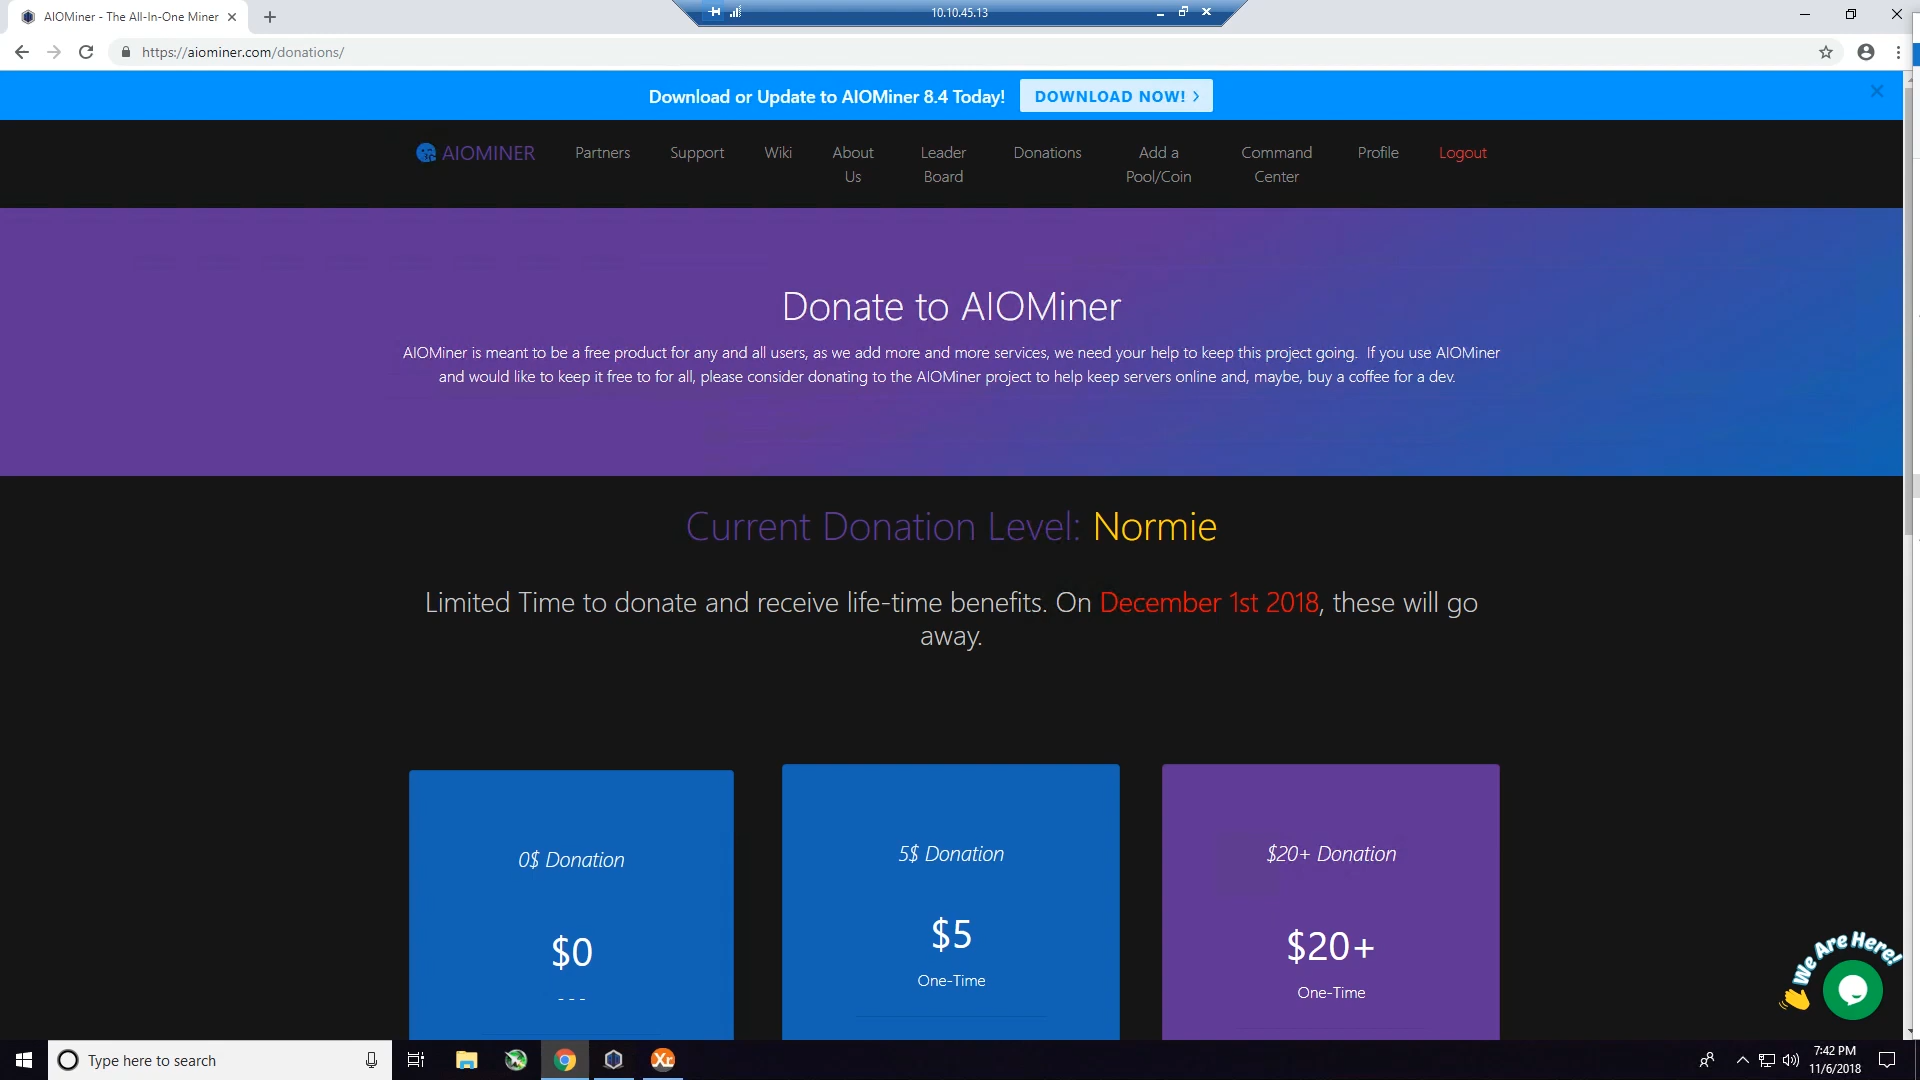 AIOMiner - The All-In-One Miner
10.10.45.13
https://aiominer.com/donations/
Download or Update to AIOMiner 8.4 Today! DOWNLOAD NOW! >
AIOMINER Partners Support Wiki About Us Leader Board Donations Add a Pool/Coin Command Center Profile Logout
Donate to AIOMiner
AIOMiner is meant to be a free product for any and all users, as we add more and more services, we need your help to keep this project going. If you use AIOMiner
and would like to keep it free to for all, please consider donating to the AIOMiner project to help keep servers online and, maybe, buy a coffee for a dev.
Current Donation Level: Normie
Limited Time to donate and receive life-time benefits. On December 1st 2018, these will go
away.
0$ Donation
$0
- - -
5$ Donation
$5
One-Time
$20+ Donation
$20+
One-Time
We Are Here!
Type here to search
Xr
7:42 PM
11/6/2018